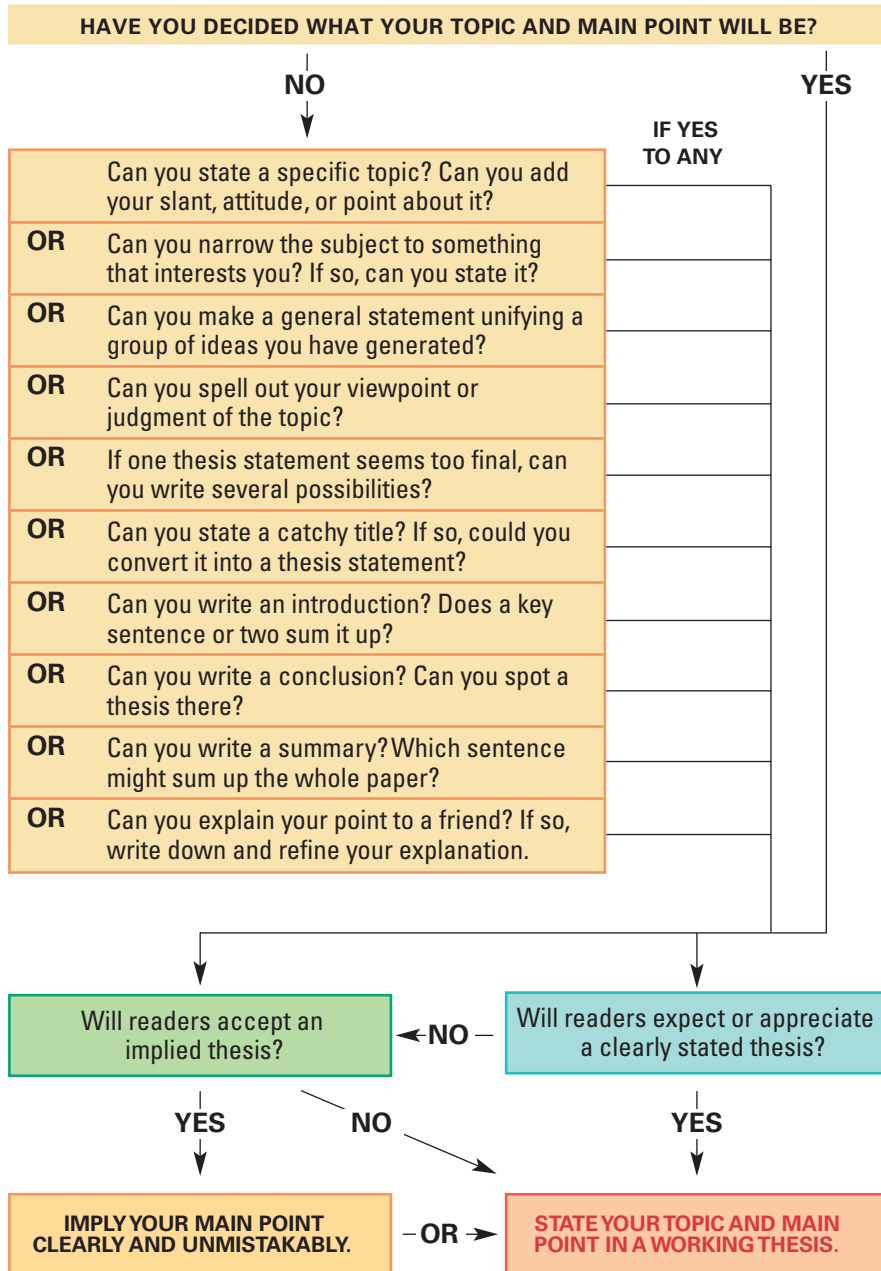 HAVE YOU DECIDED WHAT YOUR TOPIC AND MAIN POINT WILL BE?
NO
YES
IF YES
TO ANY
Can you state a specific topic? Can you add
your slant, attitude, or point about it?
OR Can you narrow the subject to something
that interests you? If so, can you state it?
OR Can you make a general statement unifying a
group of ideas you have generated?
OR Can you spell out your viewpoint or
judgment of the topic?
OR If one thesis statement seems too final, can
you write several possibilities?
OR Can you state a catchy title? If so, could you
convert it into a thesis statement?
OR Can you write an introduction? Does a key
sentence or two sum it up?
OR Can you write a conclusion? Can you spot a
thesis there?
OR Can you write a summary? Which sentence
might sum up the whole paper?
OR Can you explain your point to a friend? If so,
write down and refine your explanation.
Will readers accept an
implied thesis?
NO
Will readers expect or appreciate
a clearly stated thesis?
YES
NO
YES
IMPLY YOUR MAIN POINT
CLEARLY AND UNMISTAKABLY.
OR
STATE YOUR TOPIC AND MAIN
POINT IN A WORKING THESIS.